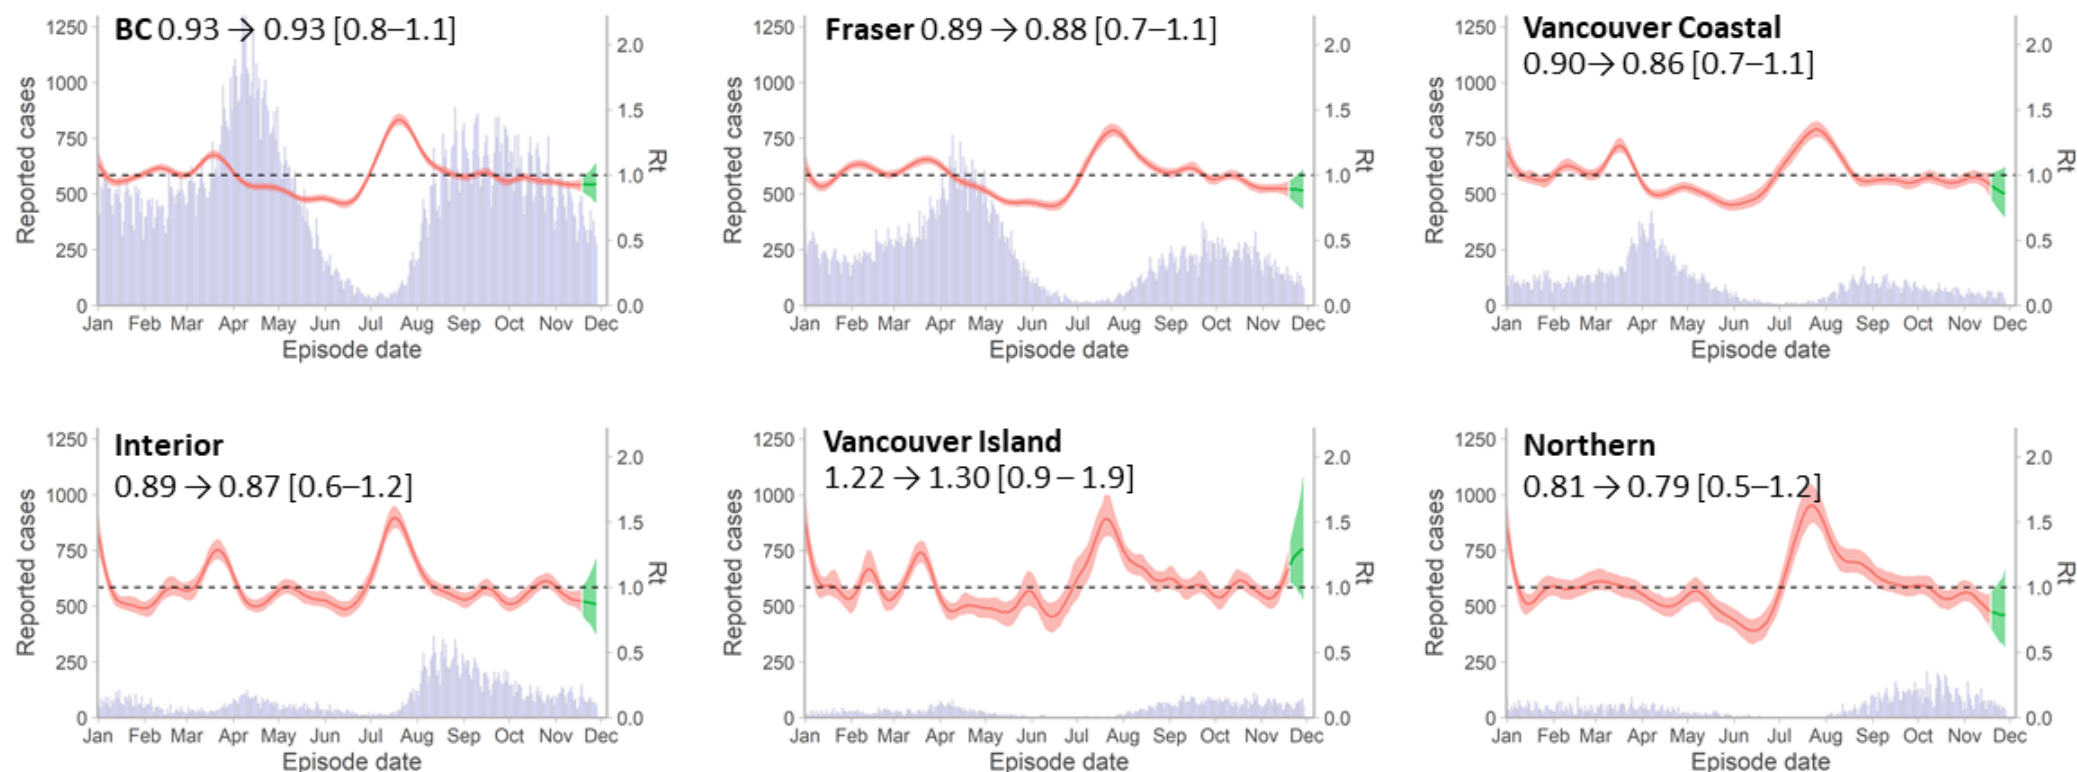 BC 0.93 → 0.93 [0.8–1.1]
1250
1000
750
500
250
0
Reported cases
2.0
1.5
1.0
0.5
0.0
Rt
Jan Feb Mar Apr May Jun Jul Aug Sep Oct Nov Dec
Episode date
Fraser 0.89 → 0.88 [0.7–1.1]
1250
1000
750
500
250
0
Reported cases
2.0
1.5
1.0
0.5
0.0
Rt
Jan Feb Mar Apr May Jun Jul Aug Sep Oct Nov Dec
Episode date
Vancouver Coastal
0.90→ 0.86 [0.7–1.1]
1250
1000
750
500
250
0
Reported cases
2.0
1.5
1.0
0.5
0.0
Rt
Jan Feb Mar Apr May Jun Jul Aug Sep Oct Nov Dec
Episode date
Interior
0.89 → 0.87 [0.6–1.2]
1250
1000
750
500
250
0
Reported cases
2.0
1.5
1.0
0.5
0.0
Rt
Jan Feb Mar Apr May Jun Jul Aug Sep Oct Nov Dec
Episode date
Vancouver Island
1.22 → 1.30 [0.9 – 1.9]
1250
1000
750
500
250
0
Reported cases
2.0
1.5
1.0
0.5
0.0
Rt
Jan Feb Mar Apr May Jun Jul Aug Sep Oct Nov Dec
Episode date
Northern
0.81 → 0.79 [0.5–1.2]
1250
1000
750
500
250
0
Reported cases
2.0
1.5
1.0
0.5
0.0
Rt
Jan Feb Mar Apr May Jun Jul Aug Sep Oct Nov Dec
Episode date